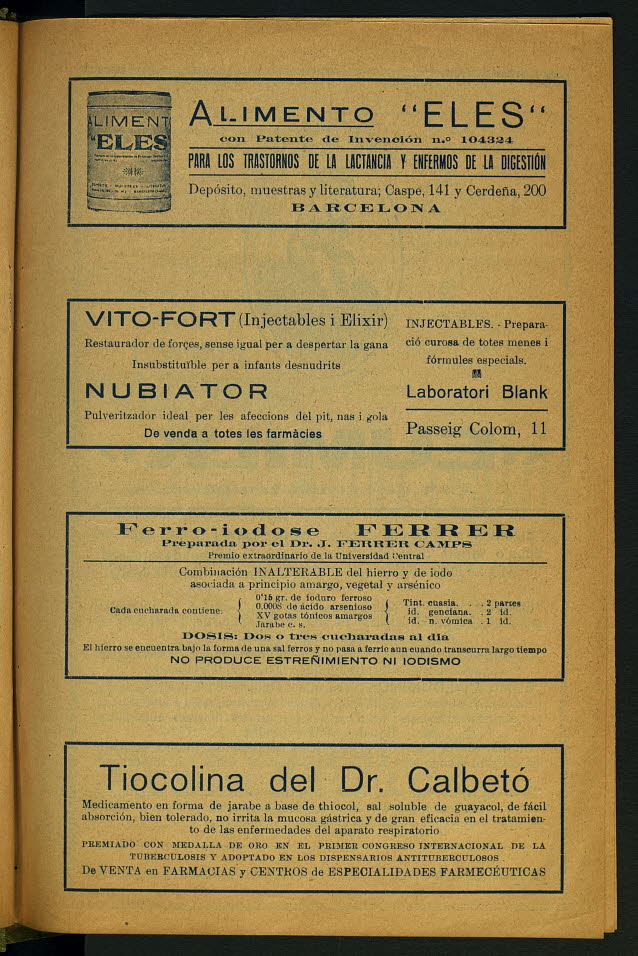 ALIMENTO "ELES"
con Patente de Invención n.º 104324
PARA LOS TRASTORNOS DE LA LACTANCIA Y ENFERMOS DE LA DIGESTIÓN
Depósito, muestras y literatura; Caspe, 141 y Cerdeña, 200
BARCELONA
ALIMENT
"ELES
VITO-FORT (Injectables i Elixir)
Restaurador de forçes, sense igual per a despertar la gana
Insubstituïble per a infants desnudrits
NUBIATOR
Pulveritzador ideal per les afeccions del pit, nas i gola
De venda a totes les farmàcies
INJECTABLES. - Prepara-
ció curosa de totes menes i
fórmules especials.
Laboratori Blank
Passeig Colom, 11
Ferro-iodose FERRER
Preparada por el Dr. J. FERRER CAMPS
Premio extraordinario de la Universidad Central
Combinación INALTERABLE del hierro y de iodo
asociada a principio amargo, vegetal y arsénico
Cada cucharada contiene:
0'15 gr. de ioduro ferroso
0.0008 de ácido arsenioso
XV gotas tónicos amargos
Jarabe c. s.
Tint. cuasia. . . 2 partes
id. genciana. . 2 id.
id. n. vómica . 1 id.
DOSIS: Dos o tres cucharadas al día
El hierro se encuentra bajo la forma de una sal ferros y no pasa a ferric aun cuando transcurra largo tiempo
NO PRODUCE ESTREÑIMIENTO NI IODISMO
Tiocolina del Dr. Calbetó
Medicamento en forma de jarabe a base de thiocol, sal soluble de guayacol, de fácil
absorción, bien tolerado, no irrita la mucosa gástrica y de gran eficacia en el tratamien-
to de las enfermedades del aparato respiratorio
PREMIADO CON MEDALLA DE ORO EN EL PRIMER CONGRESO INTERNACIONAL DE LA
TUBERCULOSIS Y ADOPTADO EN LOS DISPENSARIOS ANTITUBERCULOSOS
De VENTA en FARMACIAS y CENTROS de ESPECIALIDADES FARMECÉUTICAS